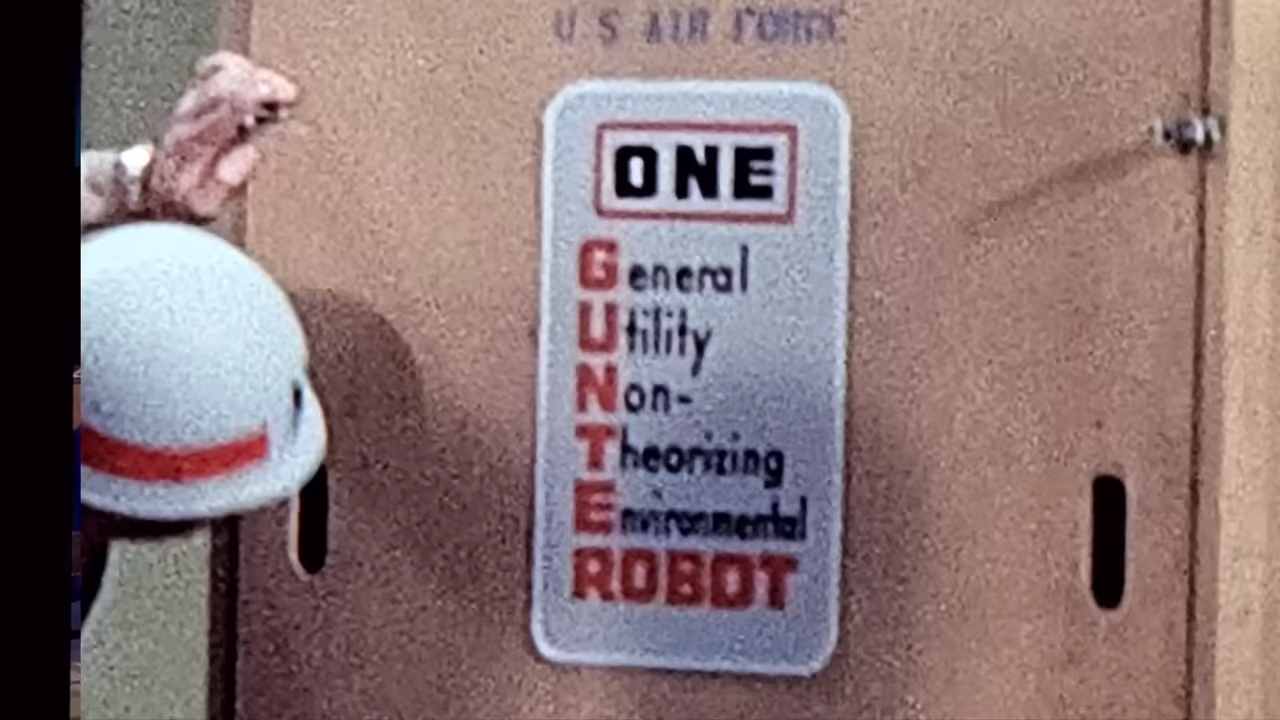 U S AIR FORCE
ONE
General
Utility
Non-
Theorizing
Environmental
ROBOT